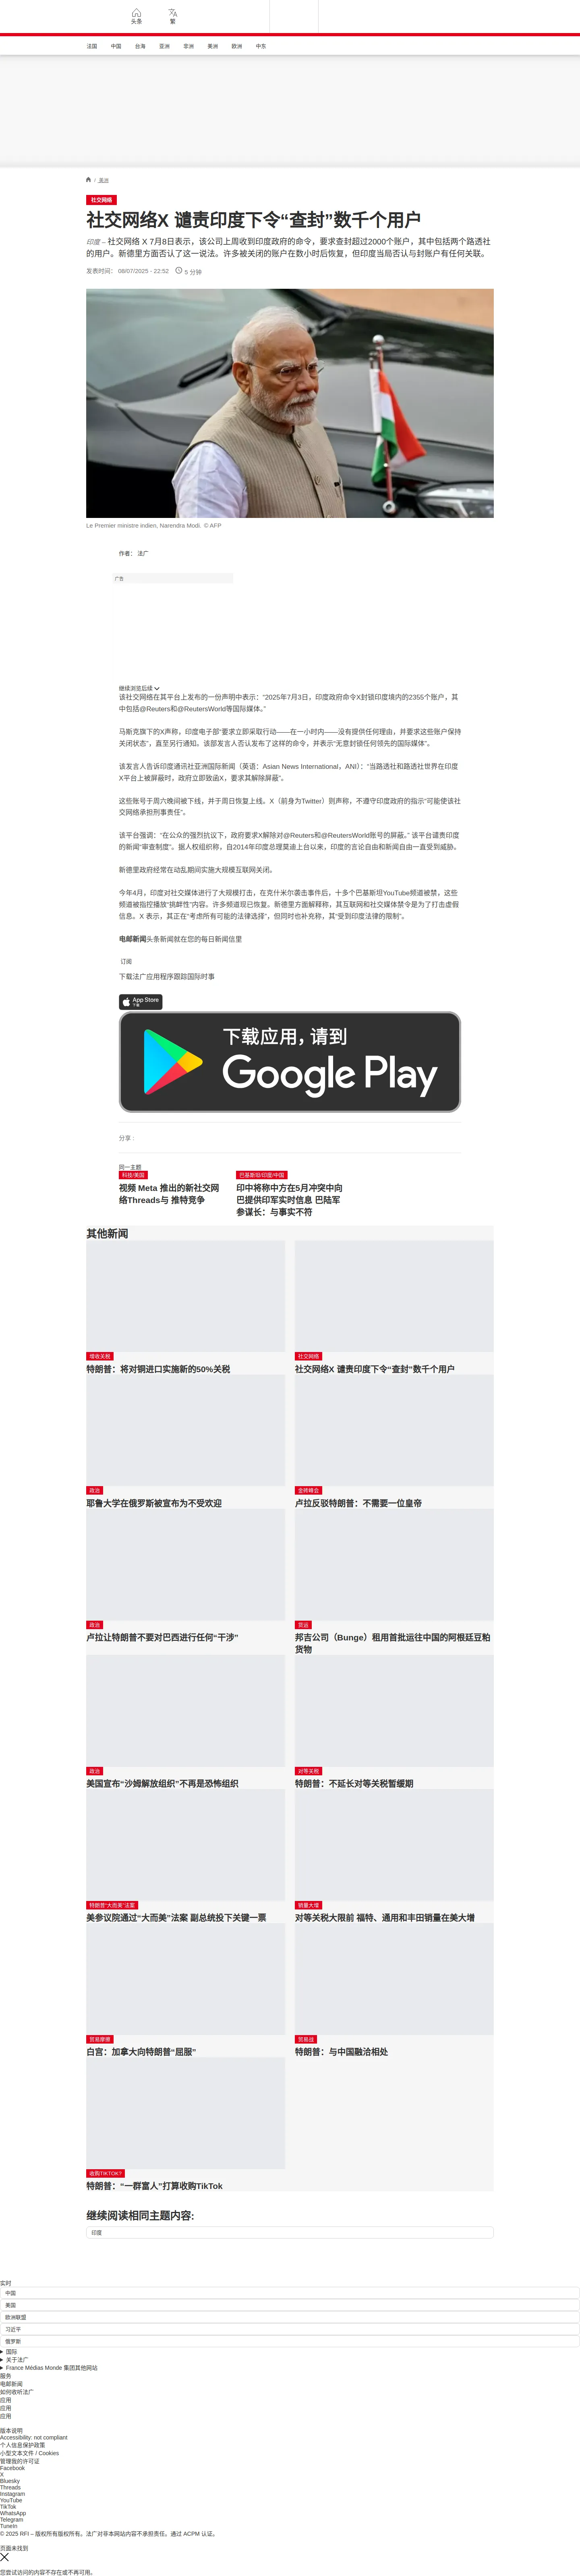 头条
繁
法国 中国 台海 亚洲 非洲 美洲 欧洲 中东
/ 美洲
社交网络
社交网络X 谴责印度下令“查封”数千个用户
印度 – 社交网络 X 7月8日表示，该公司上周收到印度政府的命令，要求查封超过2000个账户，其中包括两个路透社
的用户。新德里方面否认了这一说法。许多被关闭的账户在数小时后恢复，但印度当局否认与封账户有任何关联。
发表时间： 08/07/2025 - 22:52 5 分钟
Le Premier ministre indien, Narendra Modi. © AFP
作者： 法广
广告
继续浏览后续
该社交网络在其平台上发布的一份声明中表示："2025年7月3日，印度政府命令X封锁印度境内的2355个账户，其
中包括@Reuters和@ReutersWorld等国际媒体。"
马斯克旗下的X声称，印度电子部"要求立即采取行动——在一小时内——没有提供任何理由，并要求这些账户保持
关闭状态"，直至另行通知。该部发言人否认发布了这样的命令，并表示"无意封锁任何领先的国际媒体"。
该发言人告诉印度通讯社亚洲国际新闻（英语：Asian News International，ANI）："当路透社和路透社世界在印度
X平台上被屏蔽时，政府立即致函X，要求其解除屏蔽"。
这些账号于周六晚间被下线，并于周日恢复上线。X（前身为Twitter）则声称，不遵守印度政府的指示"可能使该社
交网络承担刑事责任"。
该平台强调："在公众的强烈抗议下，政府要求X解除对@Reuters和@ReutersWorld账号的屏蔽。" 该平台谴责印度
的新闻"审查制度"。据人权组织称，自2014年印度总理莫迪上台以来，印度的言论自由和新闻自由一直受到威胁。
新德里政府经常在动乱期间实施大规模互联网关闭。
今年4月，印度对社交媒体进行了大规模打击，在克什米尔袭击事件后，十多个巴基斯坦YouTube频道被禁，这些
频道被指控播放"挑衅性"内容。许多频道现已恢复。新德里方面解释称，其互联网和社交媒体禁令是为了打击虚假
信息。X 表示，其正在"考虑所有可能的法律选择"，但同时也补充称，其"受到印度法律的限制"。
电邮新闻头条新闻就在您的每日新闻信里
订阅
下载法广应用程序跟踪国际时事
App Store
下载
下载应用，请到
Google Play
分享 :
同一主题
科技/美国
视频 Meta 推出的新社交网
络Threads与 推特竞争
巴基斯坦/印度/中国
印中将称中方在5月冲突中向
巴提供印军实时信息 巴陆军
参谋长：与事实不符
其他新闻
增收关税
特朗普：将对铜进口实施新的50%关税
社交网络
社交网络X 谴责印度下令“查封”数千个用户
政治
耶鲁大学在俄罗斯被宣布为不受欢迎
金砖峰会
卢拉反驳特朗普：不需要一位皇帝
政治
卢拉让特朗普不要对巴西进行任何“干涉”
货运
邦吉公司（Bunge）租用首批运往中国的阿根廷豆粕
货物
政治
美国宣布“沙姆解放组织”不再是恐怖组织
对等关税
特朗普：不延长对等关税暂缓期
特朗普“大而美”法案
美参议院通过“大而美”法案 副总统投下关键一票
销量大增
对等关税大限前 福特、通用和丰田销量在美大增
贸易摩擦
白宫：加拿大向特朗普“屈服”
贸易战
特朗普：与中国融洽相处
收购TIKTOK?
特朗普：“一群富人”打算收购TikTok
继续阅读相同主题内容:
印度
实时
中国
美国
欧洲联盟
习近平
俄罗斯
国际
关于法广
France Médias Monde 集团其他网站
服务
电邮新闻
如何收听法广
应用
应用
应用
版本说明
Accessibility: not compliant
个人信息保护政策
小型文本文件 / Cookies
管理我的许可证
Facebook
X
Bluesky
Threads
Instagram
YouTube
TikTok
WhatsApp
Telegram
TuneIn
© 2025 RFI – 版权所有版权所有。法广对非本网站内容不承担责任。通过 ACPM 认证。
页面未找到
您尝试访问的内容不存在或不再可用。